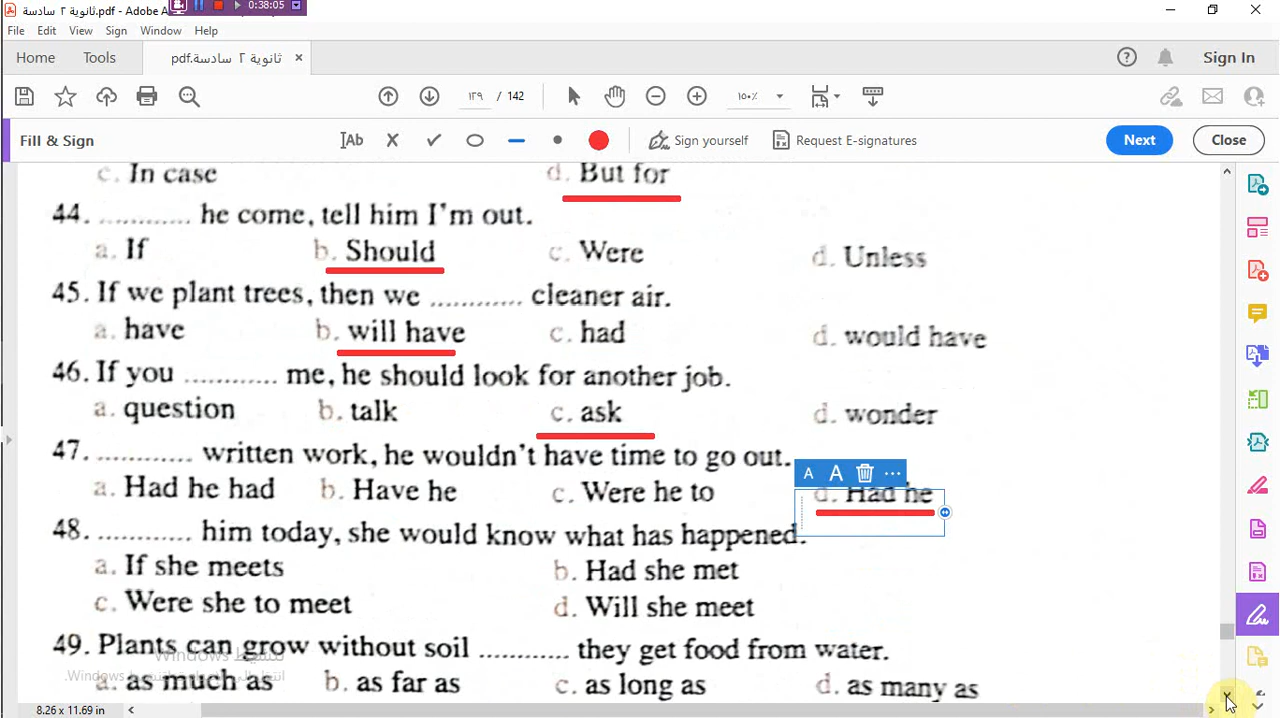 ثانوية ٢ سادسة.pdf - Adobe A
0:38:05
File Edit View Sign Window Help
Home Tools ثانوية ٢ سادسة.pdf × Sign In
١٢٩ / 142 ١٥٠٪
Fill & Sign Ab Sign yourself Request E-signatures Next Close
c. In case d. But for
44. ............ he come, tell him I'm out.
a. If b. Should c. Were d. Unless
45. If we plant trees, then we ............ cleaner air.
a. have b. will have c. had d. would have
46. If you ............ me, he should look for another job.
a. question b. talk c. ask d. wonder
47. ............ written work, he wouldn't have time to go out.
A A ...
a. Had he had b. Have he c. Were he to d. Had he
48. ............ him today, she would know what has happened.
a. If she meets b. Had she met
c. Were she to meet d. Will she meet
49. Plants can grow without soil ............ they get food from water.
تنشيط Windows
a. as much as b. as far as c. as long as d. as many as
8.26 x 11.69 in